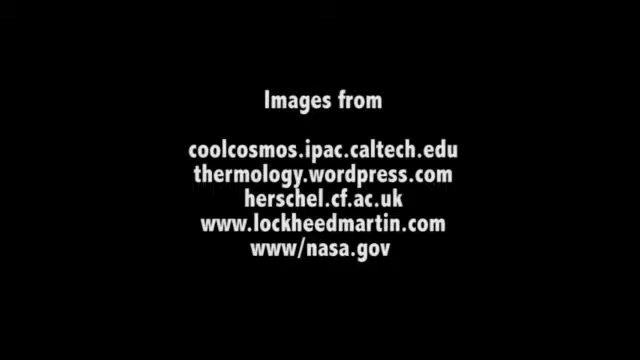 Images from
coolcosmos.ipac.caltech.edu
thermology.wordpress.com
herschel.cf.ac.uk
www.lockheedmartin.com
www/nasa.gov